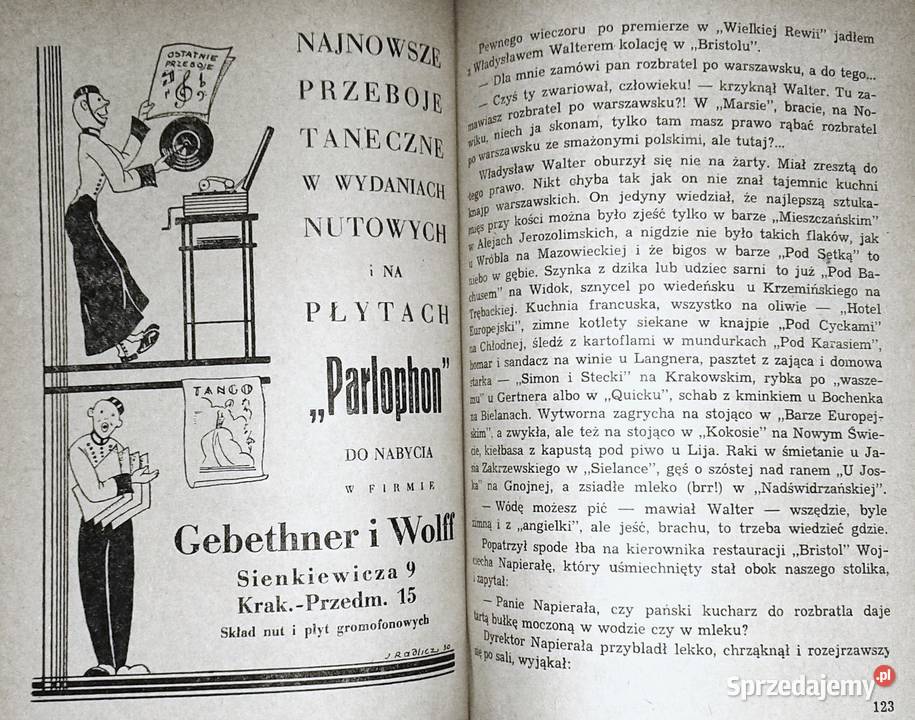 OSTATNIE
PRZEBOJE
NAJNOWSZE
PRZEBOJE
TANECZNE
W WYDANIACH
NUTOWYCH
i NA
PŁYTACH
„Parlophon”
TANGO
DO NABYCIA
W FIRMIE
Gebethner i Wolff
Sienkiewicza 9
Krak.-Przedm. 15
Skład nut i płyt gromofonowych
J RADLICZ 30
Pewnego wieczoru po premierze w „Wielkiej Rewii” jadłem
z Władysławem Walterem kolację w „Bristolu”.
— Dla mnie zamówi pan rozbratel po warszawsku, a do tego...
— Czyś ty zwariował, człowieku! — krzyknął Walter. Tu za-
mawiasz rozbratel po warszawsku?! W „Marsie”, bracie, na No-
wiku, niech ja skonam, tylko tam masz prawo rąbać rozbratel
po warszawsku ze smażonymi polskimi, ale tutaj?...
Władysław Walter oburzył się nie na żarty. Miał zresztą do
tego prawo. Nikt chyba tak jak on nie znał tajemnic kuchni
knajp warszawskich. On jedyny wiedział, że najlepszą sztuka-
mięs przy kości można było zjeść tylko w barze „Mieszczańskim”
w Alejach Jerozolimskich, a nigdzie nie było takich flaków, jak
u Wróbla na Mazowieckiej i że bigos w barze „Pod Setką” to
niebo w gębie. Szynka z dzika lub udziec sarni to już „Pod Ba-
chusem” na Widok, sznycel po wiedeńsku u Krzemińskiego na
Trębackiej. Kuchnia francuska, wszystko na oliwie — „Hotel
Europejski”, zimne kotlety siekane w knajpie „Pod Cyckami”
na Chłodnej, śledź z kartoflami w mundurkach „Pod Karasiem”,
homar i sandacz na winie u Langnera, pasztet z zająca i domowa
starka — „Simon i Stecki” na Krakowskim, rybka po „wasze-
mu” u Gertnera albo w „Quicku”, schab z kminkiem u Bochenka
na Bielanach. Wytworna zagrycha na stojąco w „Barze Europej-
skim”, a zwykła, ale też na stojąco w „Kokosie” na Nowym Świe-
cie, kiełbasa z kapustą pod piwo u Lija. Raki w śmietanie u Ja-
na Zakrzewskiego w „Sielance”, gęś o szóstej nad ranem „U Jos-
ka” na Gnojnej, a zsiadłe mleko (brr!) w „Nadświdrzańskiej”.
— Wódę możesz pić — mawiał Walter — wszędzie, byle
zimną i z „angielki”, ale jeść, brachu, to trzeba wiedzieć gdzie.
Popatrzył spode łba na kierownika restauracji „Bristol” Woj-
ciecha Napierałę, który uśmiechnięty stał obok naszego stolika,
i zapytał:
— Panie Napierała, czy pański kucharz do rozbratla daje
tartą bułkę moczoną w wodzie czy w mleku?
Dyrektor Napierała przybladł lekko, chrząknął i rozejrzawszy
się po sali, wyjąkał:
123
Sprzedajemy.pl